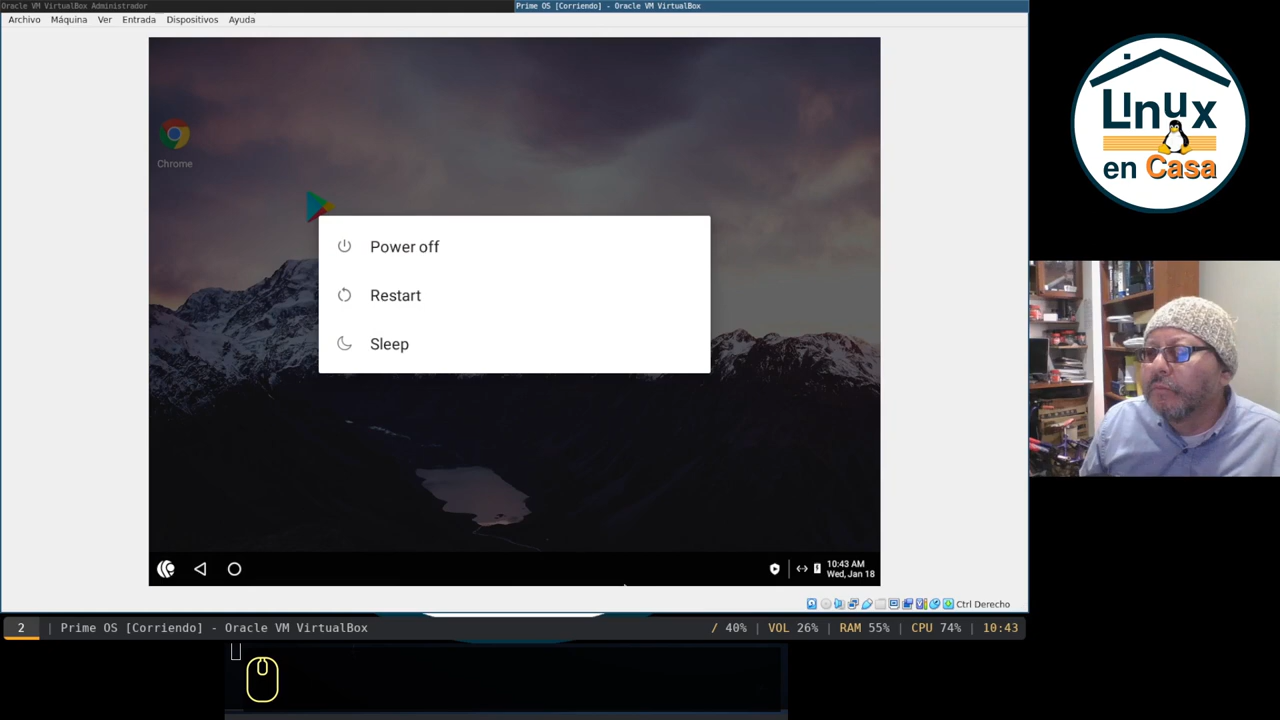 Oracle VM VirtualBox Administrador
Prime OS [Corriendo] - Oracle VM VirtualBox
Archivo Máquina Ver Entrada Dispositivos Ayuda
Chrome
Power off
Restart
Sleep
10:43 AM
Wed, Jan 18
Ctrl Derecho
2 | Prime OS [Corriendo] - Oracle VM VirtualBox
/ 40% | VOL 26% | RAM 55% | CPU 74% | 10:43
Linux
en Casa